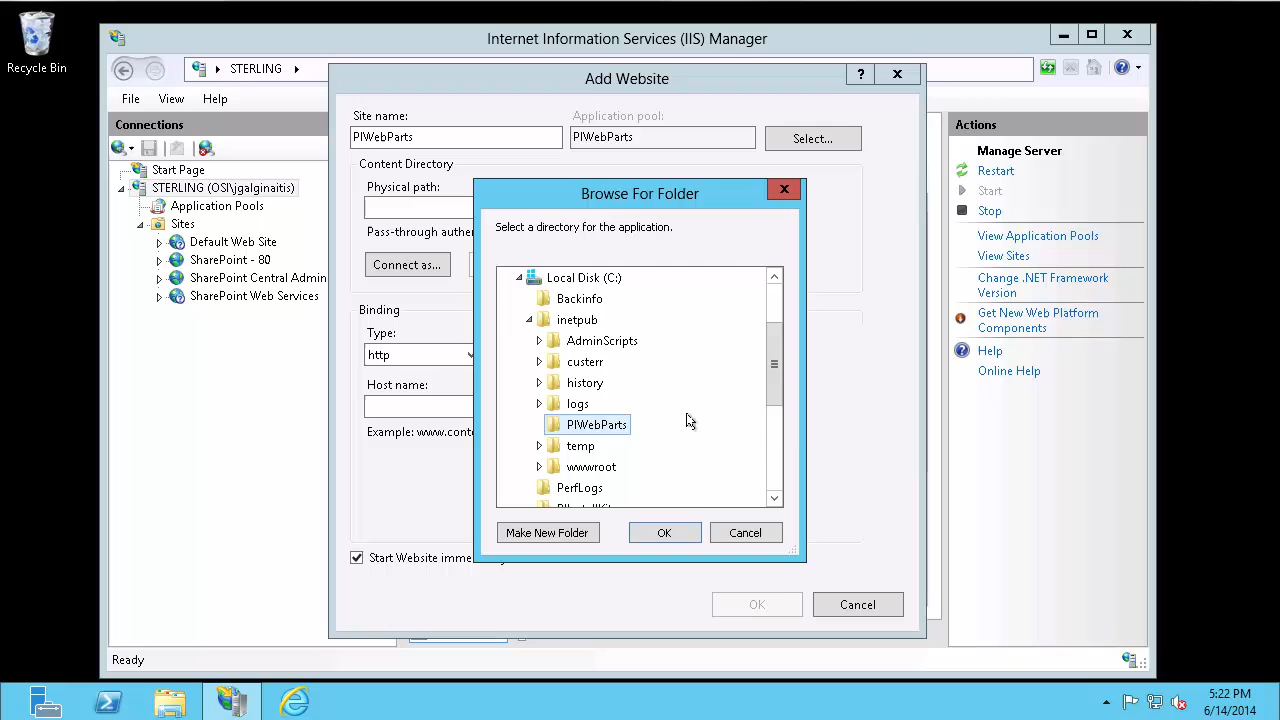 Recycle Bin
Internet Information Services (IIS) Manager
STERLING
File View Help
Connections
Start Page
STERLING (OSI\jgalginaitis)
Application Pools
Sites
Default Web Site
SharePoint - 80
SharePoint Central Admin
SharePoint Web Services
Add Website
Site name:
PIWebParts
Application pool:
PIWebParts
Select...
Content Directory
Physical path:
Pass-through auther
Connect as...
Binding
Type:
http
Host name:
Example: www.conto
Start Website imme
OK
Cancel
Browse For Folder
Select a directory for the application.
Local Disk (C:)
Backinfo
inetpub
AdminScripts
custerr
history
logs
PIWebParts
temp
wwwroot
PerfLogs
Make New Folder
OK
Cancel
Actions
Manage Server
Restart
Start
Stop
View Application Pools
View Sites
Change .NET Framework
Version
Get New Web Platform
Components
Help
Online Help
Ready
5:22 PM
6/14/2014